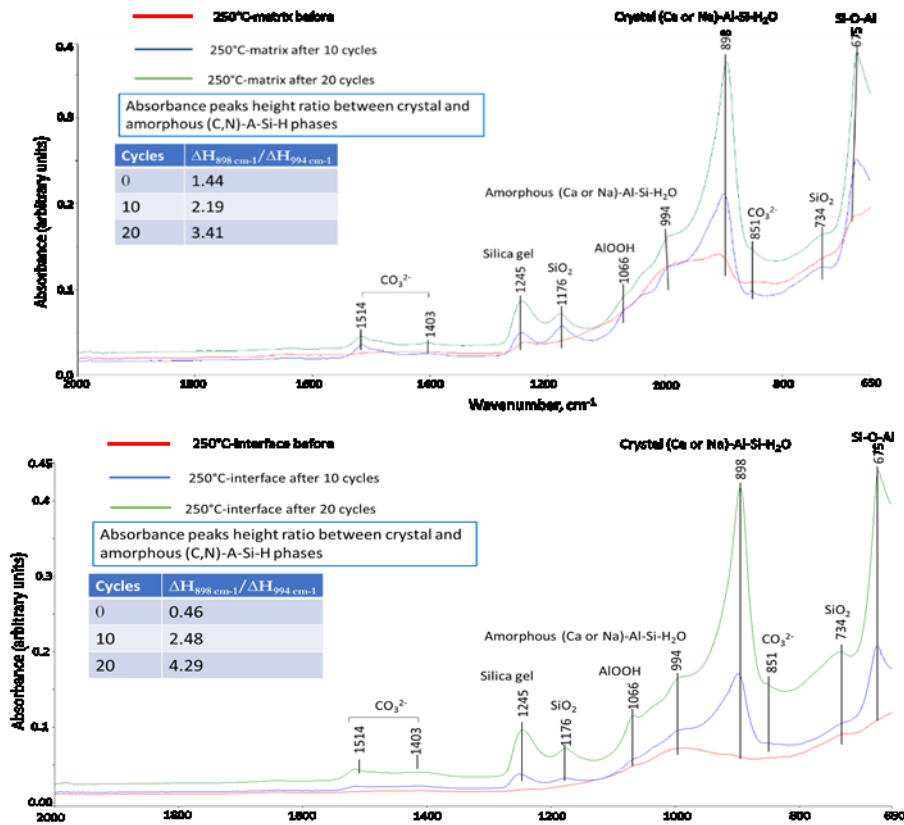 250°C-matrix before
250°C-matrix after 10 cycles
250°C-matrix after 20 cycles
Crystal (Ca or Na)-Al-Si-H₂O
Si-O-Al
898
675
Absorbance peaks height ratio between crystal and
amorphous (C,N)-A-Si-H phases
Cycles ΔH898 cm-1/ΔH994 cm-1
0 1.44
10 2.19
20 3.41
Amorphous (Ca or Na)-Al-Si-H₂O
994
CO₃²⁻
851
SiO₂
734
AlOOH
1066
Silica gel
1245
SiO₂
1176
CO₃²⁻
1514
1403
Absorbance (arbitrary units)
0.4
0.3
0.2
0.1
0.0
2000 1800 1600 1400 1200 1000 800 650
Wavenumber, cm⁻¹
250°C-interface before
250°C-interface after 10 cycles
250°C-interface after 20 cycles
Crystal (Ca or Na)-Al-Si-H₂O
Si-O-Al
898
675
Absorbance peaks height ratio between crystal and
amorphous (C,N)-A-Si-H phases
Cycles ΔH898 cm-1/ΔH994 cm-1
0 0.46
10 2.48
20 4.29
Amorphous (Ca or Na)-Al-Si-H₂O
994
CO₃²⁻
851
SiO₂
734
AlOOH
1066
Silica gel
1245
SiO₂
1176
CO₃²⁻
1514
1403
Absorbance (arbitrary units)
0.45
0.4
0.3
0.2
0.1
0.00
2000 1800 1600 1400 1200 1000 800 650